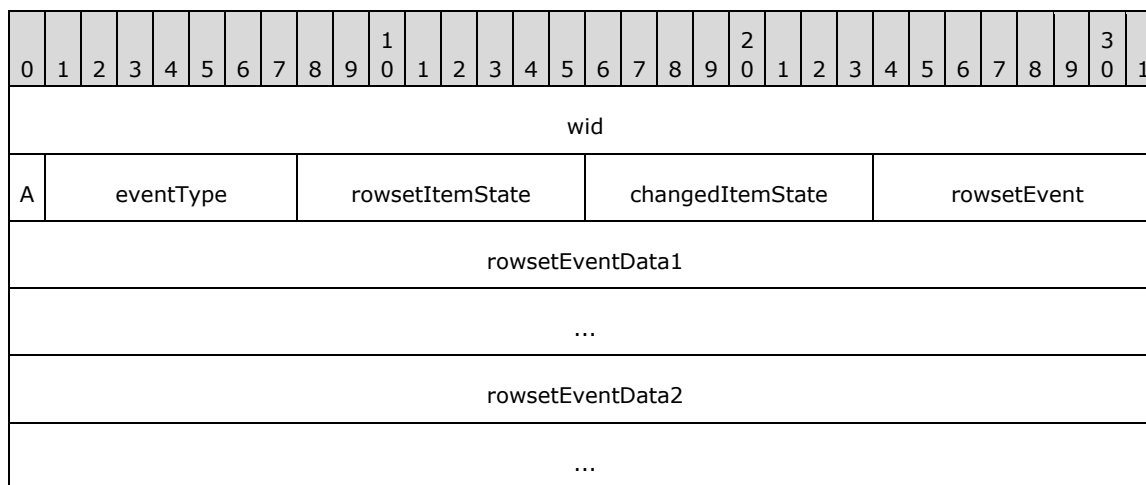 1 2 3
0 1 2 3 4 5 6 7 8 9 0 1 2 3 4 5 6 7 8 9 0 1 2 3 4 5 6 7 8 9 0 1
wid
A eventType rowsetItemState changedItemState rowsetEvent
rowsetEventData1
...
rowsetEventData2
...